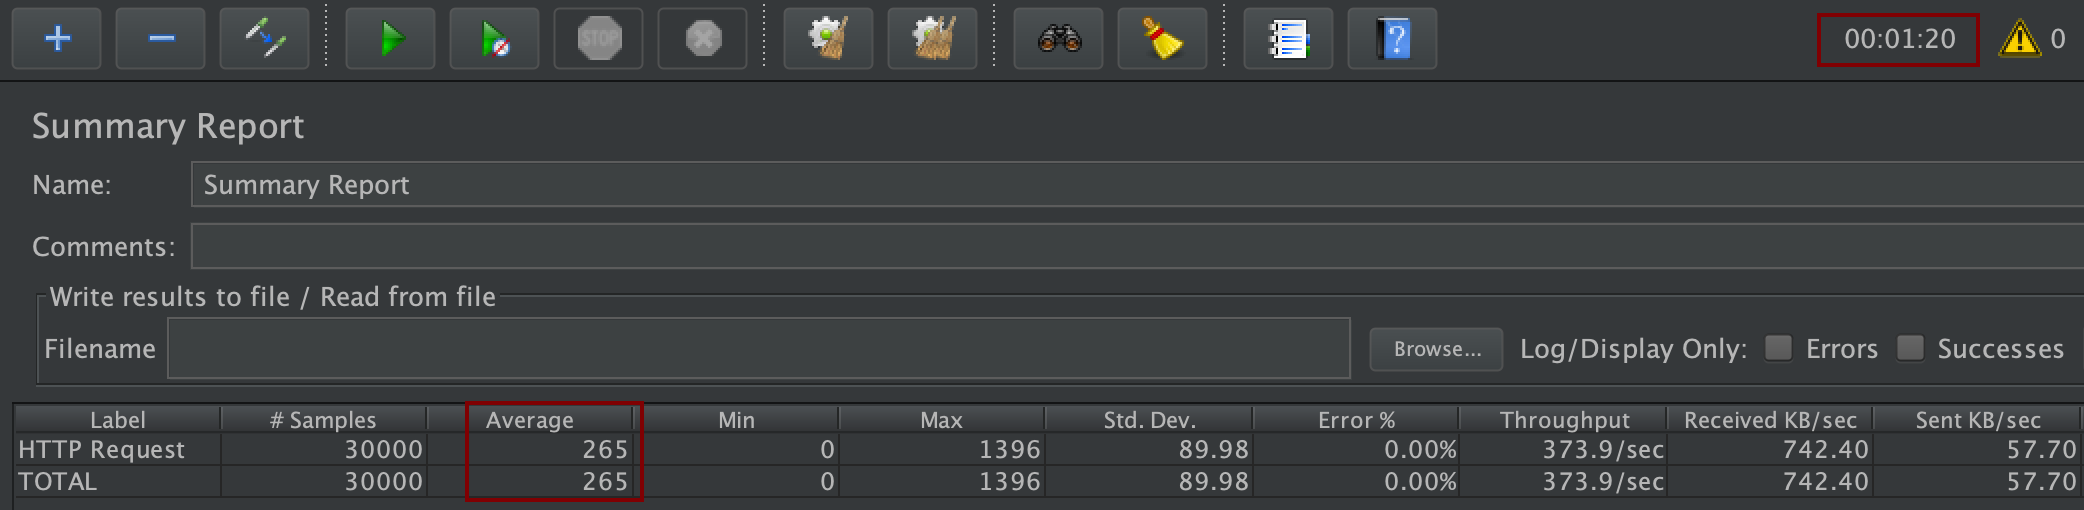 STOP
?
00:01:20
0
Summary Report
Name: Summary Report
Comments:
Write results to file / Read from file
Filename Browse... Log/Display Only: Errors Successes
Label # Samples Average Min Max Std. Dev. Error % Throughput Received KB/sec Sent KB/sec
HTTP Request 30000 265 0 1396 89.98 0.00% 373.9/sec 742.40 57.70
TOTAL 30000 265 0 1396 89.98 0.00% 373.9/sec 742.40 57.70